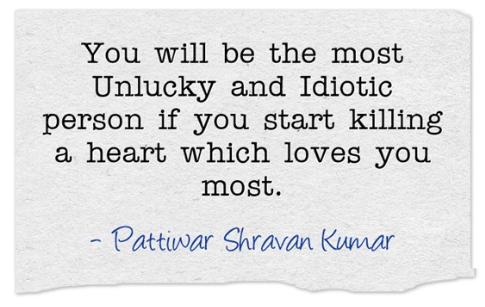 You will be the most
Unlucky and Idiotic
person if you start killing
a heart which loves you
most.
- Pattiwar Shravan Kumar